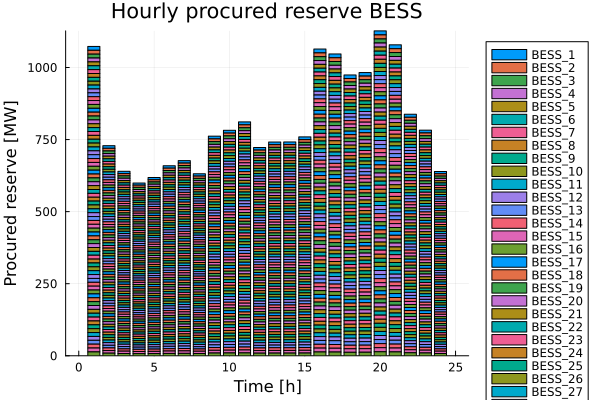 Hourly procured reserve BESS
Procured reserve [MW]
1000
750
500
250
0
0 5 10 15 20 25
Time [h]
BESS_1
BESS_2
BESS_3
BESS_4
BESS_5
BESS_6
BESS_7
BESS_8
BESS_9
BESS_10
BESS_11
BESS_12
BESS_13
BESS_14
BESS_15
BESS_16
BESS_17
BESS_18
BESS_19
BESS_20
BESS_21
BESS_22
BESS_23
BESS_24
BESS_25
BESS_26
BESS_27